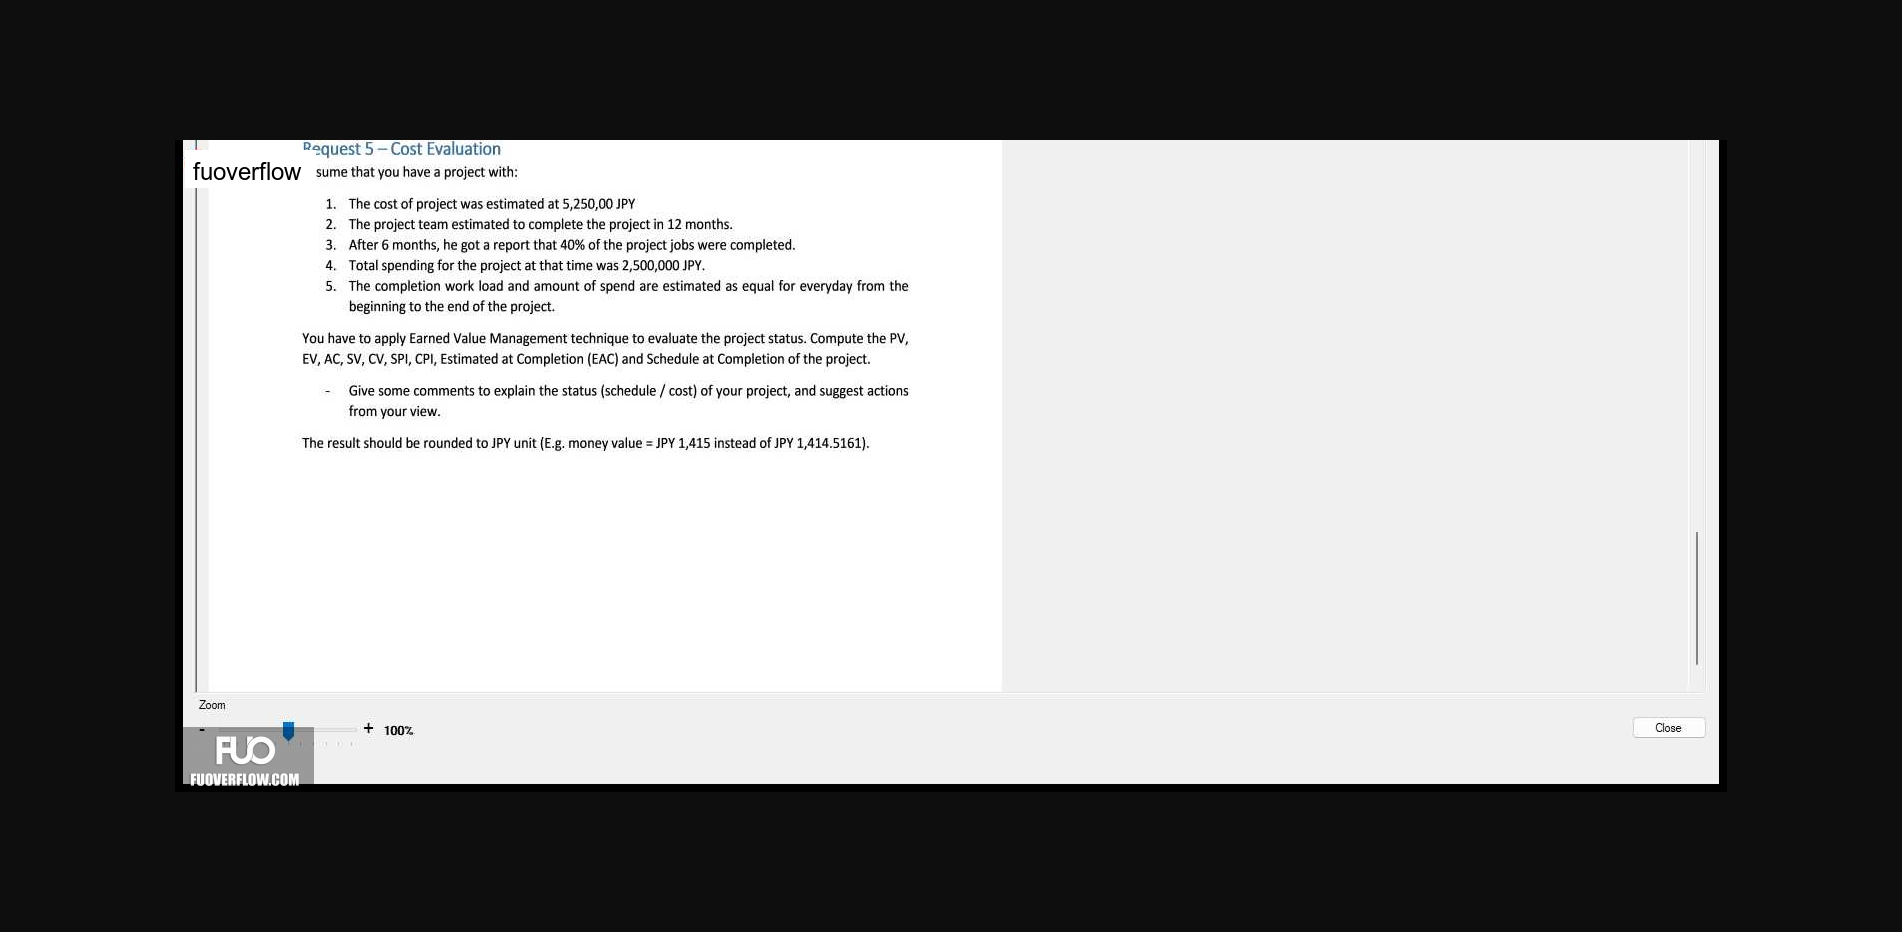 Request 5 – Cost Evaluation
fuoverflow
sume that you have a project with:
1. The cost of project was estimated at 5,250,00 JPY
2. The project team estimated to complete the project in 12 months.
3. After 6 months, he got a report that 40% of the project jobs were completed.
4. Total spending for the project at that time was 2,500,000 JPY.
5. The completion work load and amount of spend are estimated as equal for everyday from the
beginning to the end of the project.
You have to apply Earned Value Management technique to evaluate the project status. Compute the PV,
EV, AC, SV, CV, SPI, CPI, Estimated at Completion (EAC) and Schedule at Completion of the project.
- Give some comments to explain the status (schedule / cost) of your project, and suggest actions
from your view.
The result should be rounded to JPY unit (E.g. money value = JPY 1,415 instead of JPY 1,414.5161).
Zoom
- + 100%
Close
FUO
FUOVERFLOW.COM